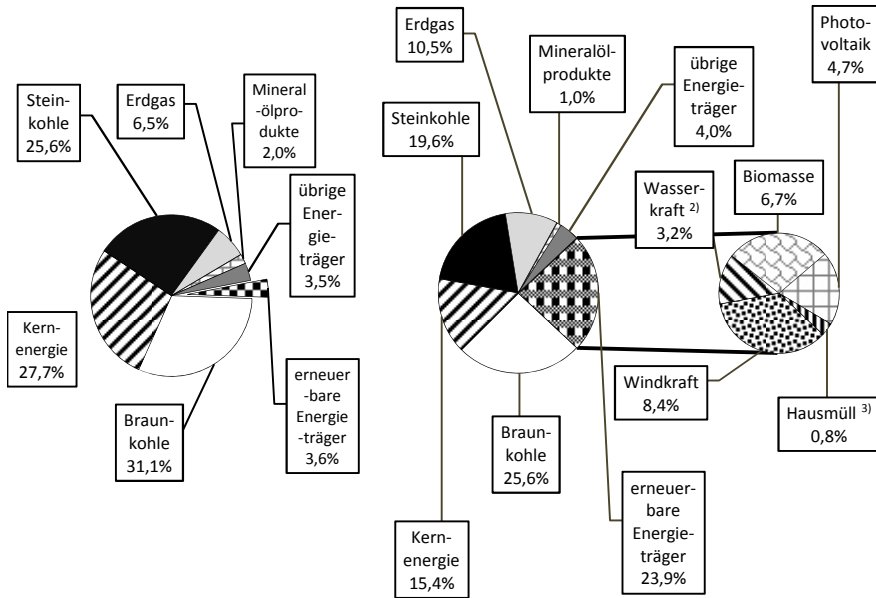 Stein-
kohle
25,6%
Erdgas
6,5%
Mineral
-ölpro-
dukte
2,0%
übrige
Ener-
gie-
träger
3,5%
Kern-
energie
27,7%
Braun-
kohle
31,1%
erneuer
-bare
Energie
-träger
3,6%
Erdgas
10,5%
Mineralöl-
produkte
1,0%
übrige
Energie-
träger
4,0%
Photo-
voltaik
4,7%
Steinkohle
19,6%
Wasser-
kraft 2)
3,2%
Biomasse
6,7%
Windkraft
8,4%
Hausmüll 3)
0,8%
Braun-
kohle
25,6%
Kern-
energie
15,4%
erneuer-
bare
Energie-
träger
23,9%